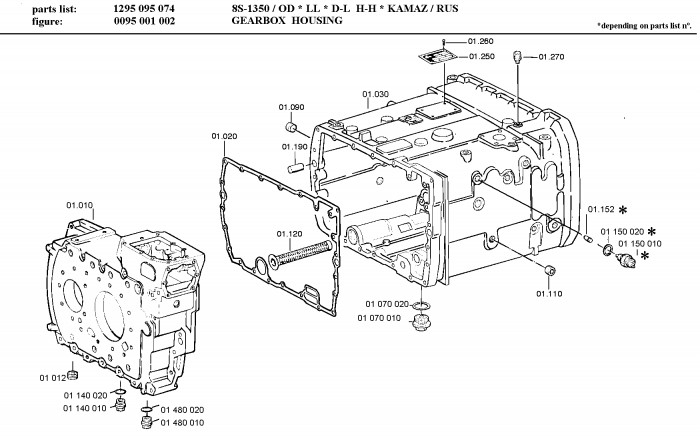 parts list: 1295 095 074 8S-1350 / OD * LL * D-L H-H * KAMAZ / RUS
figure: 0095 001 002 GEARBOX HOUSING
*depending on parts list nº.
01.260
01.250
01.270
01.030
01.090
01.020
01.190
01.010
01.152 *
01 150 020 *
01 150 010
*
01.120
01.110
01 070 020
01 070 010
01 012
01 140 020
01 140 010
01 480 020
01 480 010